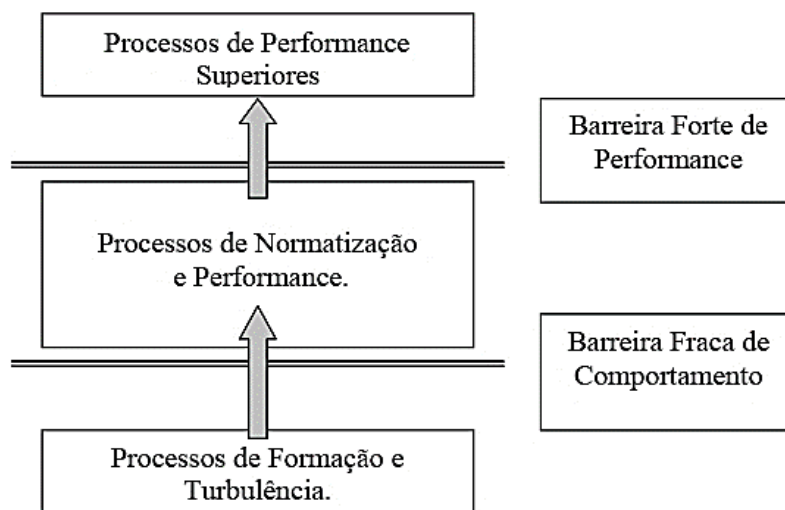 Processos de Performance
Superiores
Barreira Forte de
Performance
Processos de Normatização
e Performance.
Barreira Fraca de
Comportamento
Processos de Formação e
Turbulência.